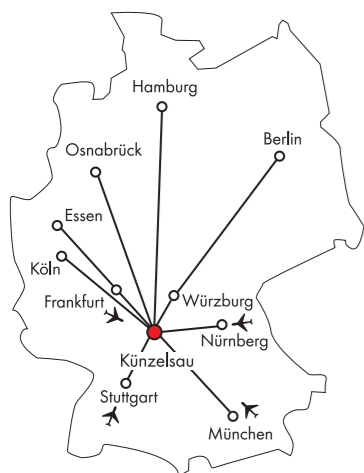 Hamburg
Berlin
Osnabrück
Essen
Köln
Frankfurt
Würzburg
Nürnberg
Künzelsau
Stuttgart
München